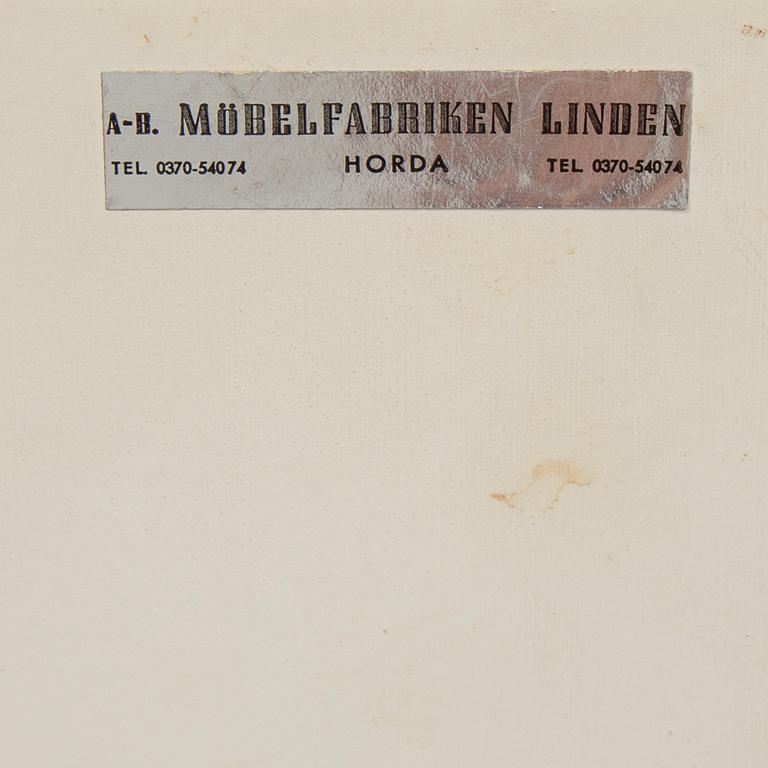 A-B. MÖBELFABRIKEN LINDEN
TEL. 0370-54074 HORDA TEL. 0370-54074